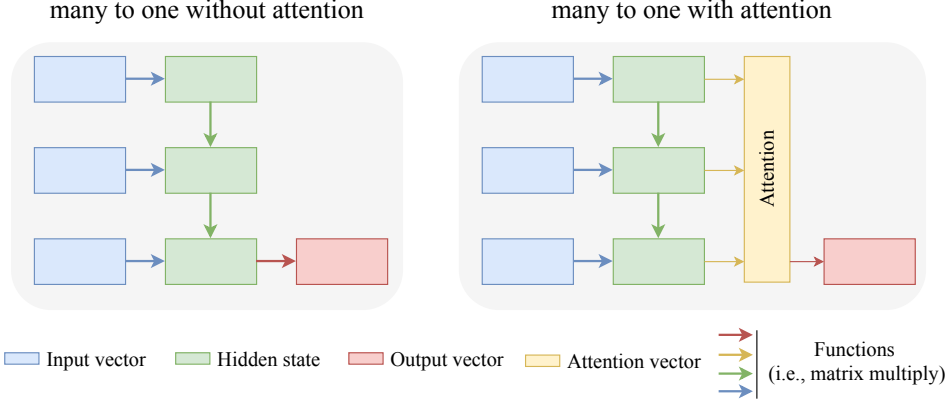 many to one without attention
many to one with attention
Attention
Input vector
Hidden state
Output vector
Attention vector
Functions
(i.e., matrix multiply)